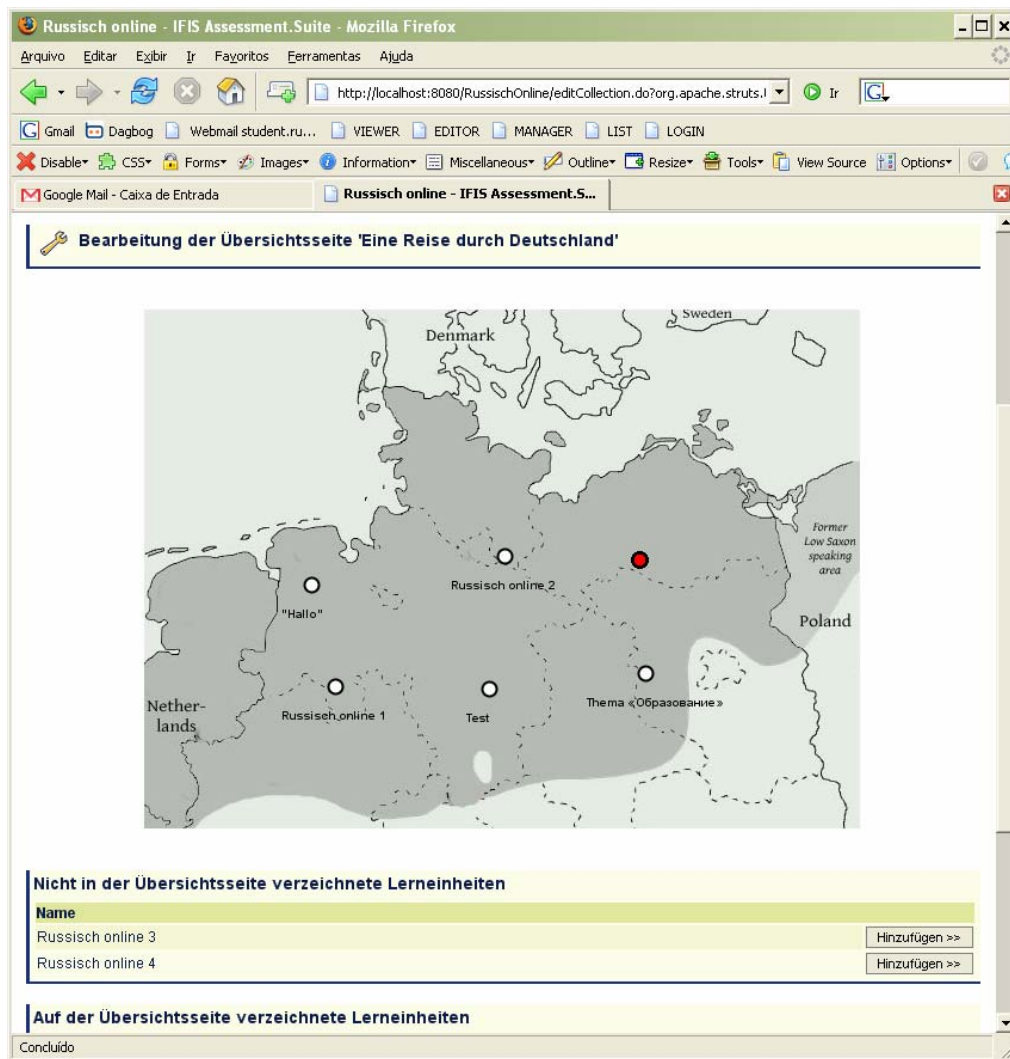 Russisch online - IFIS Assessment.Suite - Mozilla Firefox
Arquivo Editar Exibir Ir Favoritos Ferramentas Ajuda
http://localhost:8080/RussischOnline/editCollection.do?org.apache.struts. Ir G
Gmail Dagbog Webmail student.ru... VIEWER EDITOR MANAGER LIST LOGIN
Disable CSS Forms Images Information Miscellaneous Outline Resize Tools View Source Options
Google Mail - Caixa de Entrada Russisch online - IFIS Assessment.S...
Bearbeitung der Übersichtsseite 'Eine Reise durch Deutschland'
Sweden
Denmark
Former
Low Saxon
speaking
area
Russisch online 2
"Hallo"
Poland
Thema «Образование»
Nether-
lands
Russisch online 1
Test
Nicht in der Übersichtsseite verzeichnete Lerneinheiten
Name
Russisch online 3 Hinzufügen >>
Russisch online 4 Hinzufügen >>
Auf der Übersichtsseite verzeichnete Lerneinheiten
Concluído